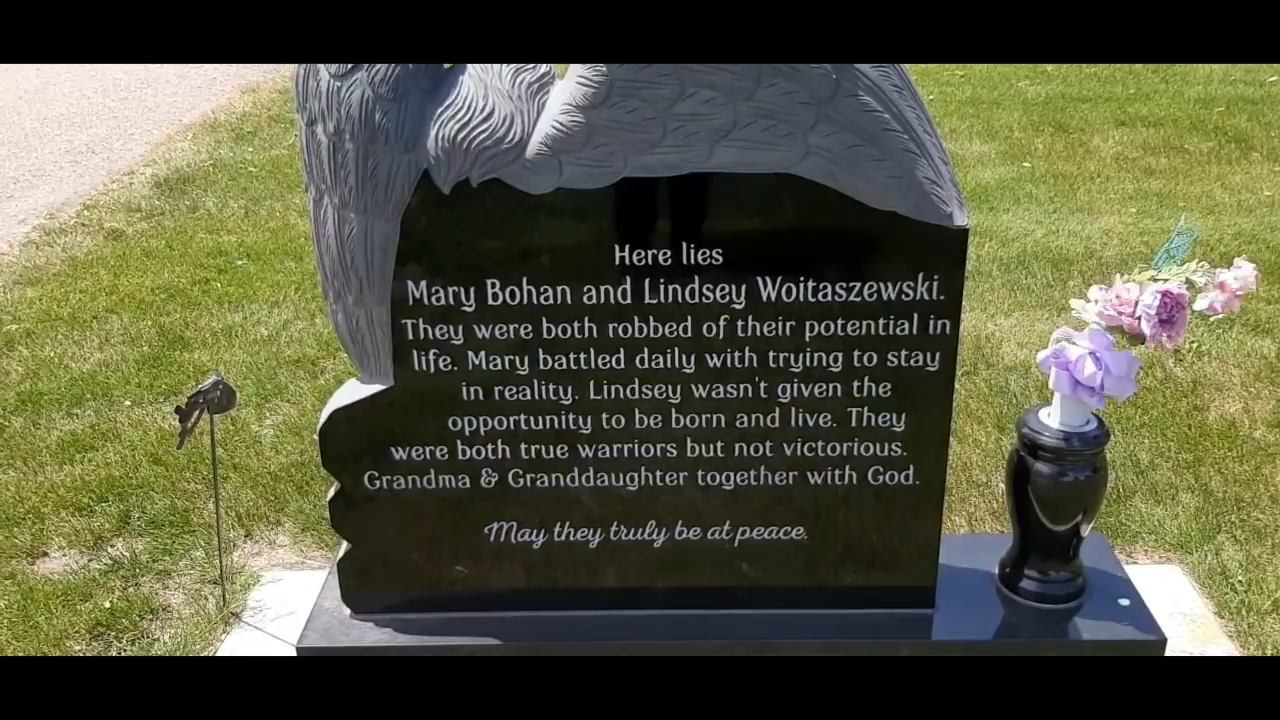 Here lies
Mary Bohan and Lindsey Woitaszewski.
They were both robbed of their potential in
life. Mary battled daily with trying to stay
in reality. Lindsey wasn't given the
opportunity to be born and live. They
were both true warriors but not victorious.
Grandma & Granddaughter together with God.
May they truly be at peace.